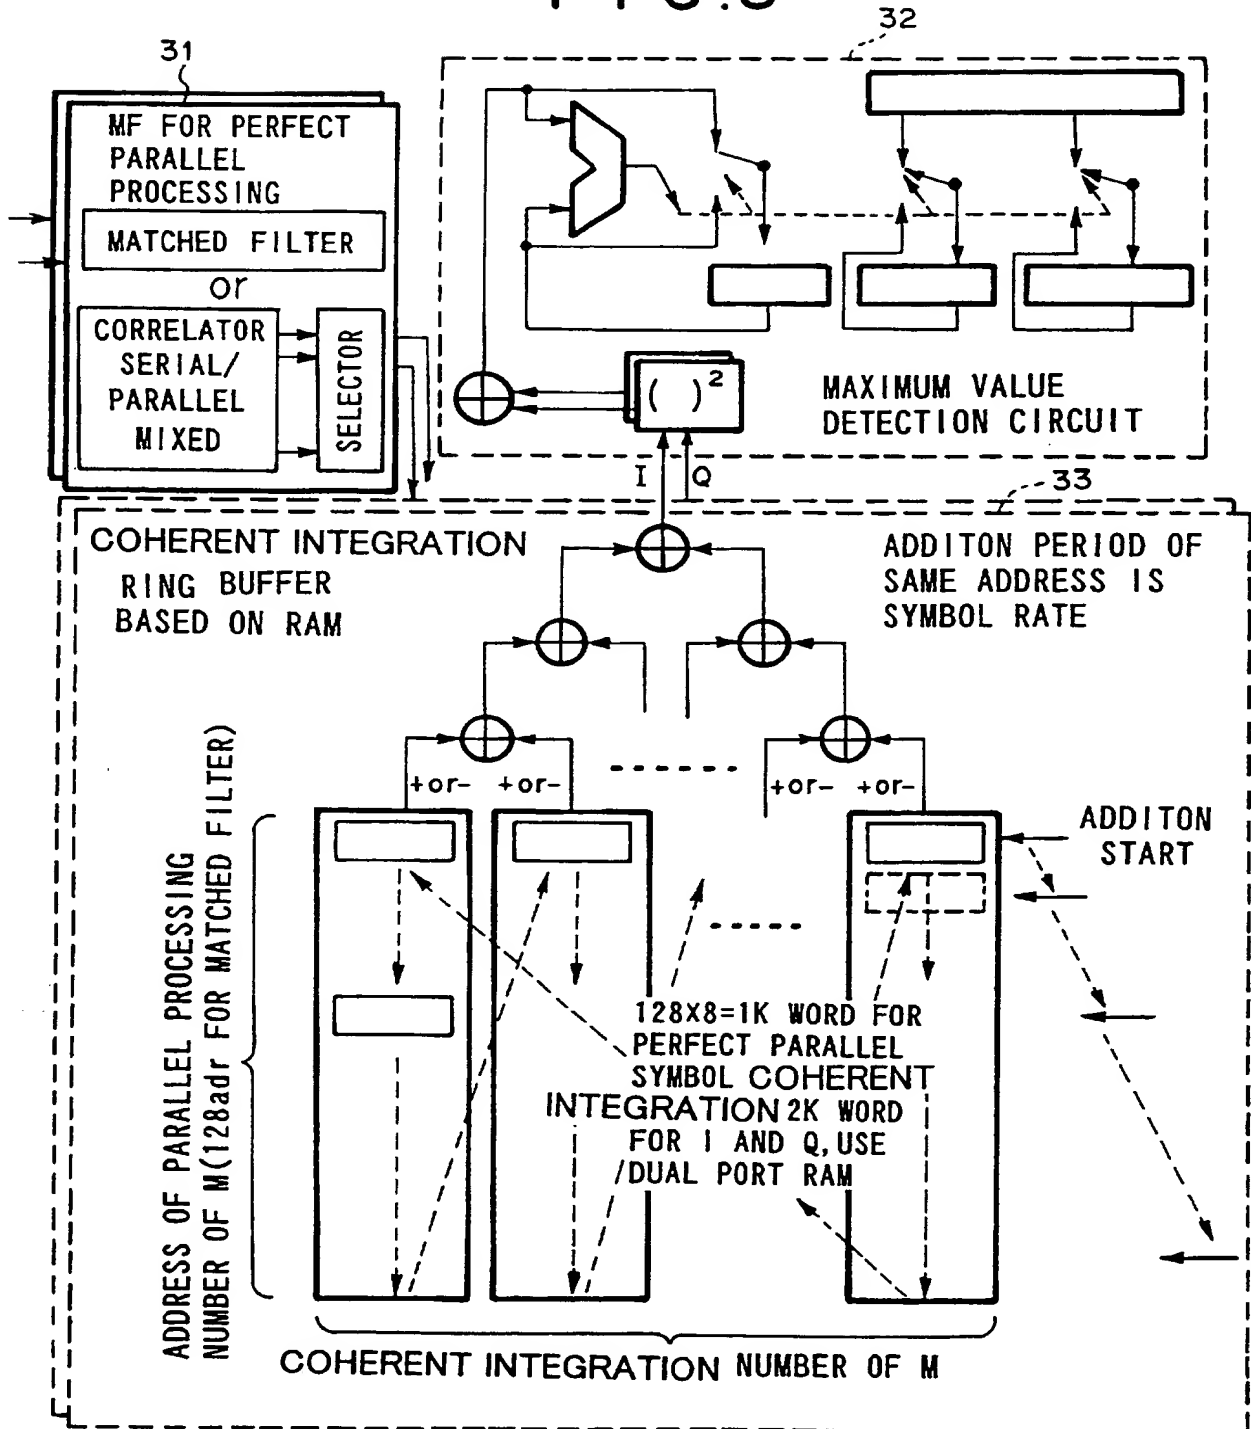 32
31
MF FOR PERFECT
PARALLEL
PROCESSING
MATCHED FILTER
or
CORRELATOR
SERIAL/
PARALLEL
MIXED
SELECTOR
( )²
MAXIMUM VALUE
DETECTION CIRCUIT
I
Q
33
COHERENT INTEGRATION
RING BUFFER
BASED ON RAM
ADDITON PERIOD OF
SAME ADDRESS IS
SYMBOL RATE
+or-
+or-
+or-
+or-
ADDITON
START
ADDRESS OF PARALLEL PROCESSING
NUMBER OF M(128adr FOR MATCHED FILTER)
128X8=1K WORD FOR
PERFECT PARALLEL
SYMBOL COHERENT
INTEGRATION 2K WORD
FOR I AND Q, USE
DUAL PORT RAM
COHERENT INTEGRATION NUMBER OF M